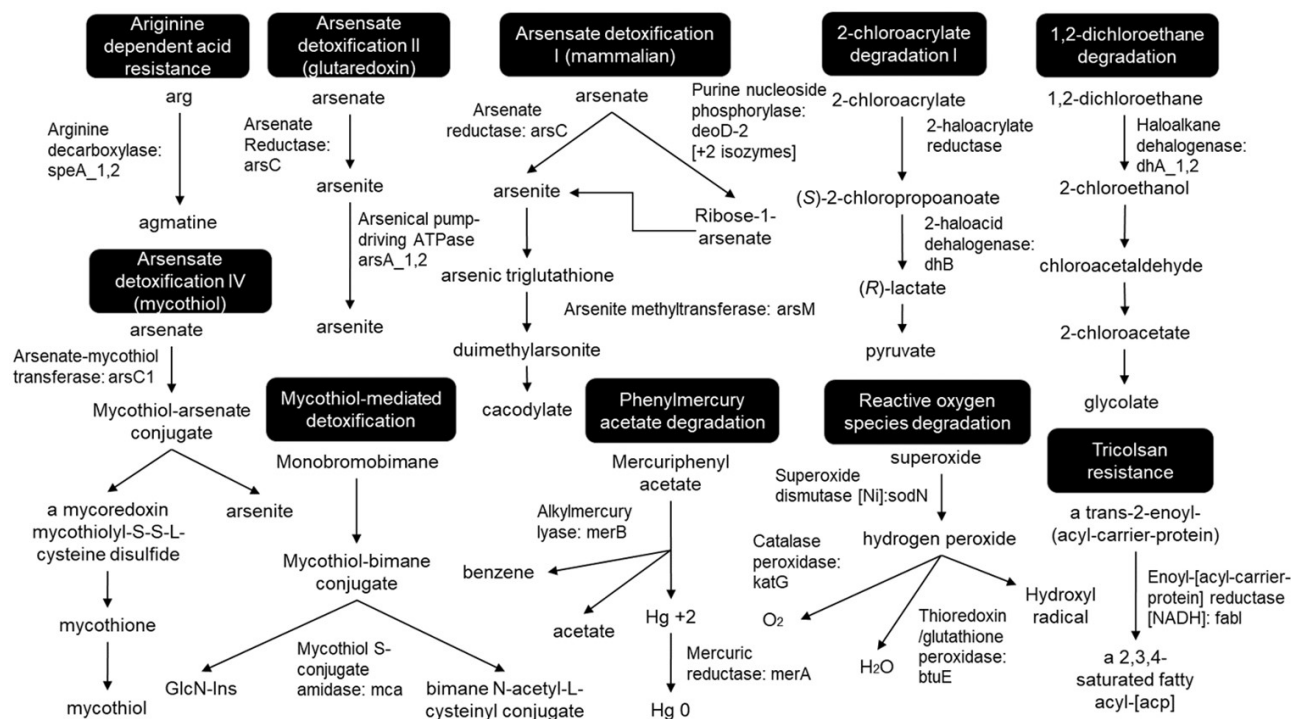 Ariginine
dependent acid
resistance
arg
Arginine
decarboxylase:
speA_1,2
agmatine
Arsensate
detoxification II
(glutaredoxin)
arsenate
Arsenate
Reductase:
arsC
arsenite
Arsenical pump-
driving ATPase
arsA_1,2
arsenite
Arsensate detoxification
I (mammalian)
arsenate
Arsenate
reductase: arsC
Purine nucleoside
phosphorylase:
deoD-2
[+2 isozymes]
arsenite
Ribose-1-
arsenate
arsenic triglutathione
Arsenite methyltransferase: arsM
duimethylarsonite
cacodylate
2-chloroacrylate
degradation I
2-chloroacrylate
2-haloacrylate
reductase
(S)-2-chloropropoanoate
2-haloacid
dehalogenase:
dhB
(R)-lactate
pyruvate
1,2-dichloroethane
degradation
1,2-dichloroethane
Haloalkane
dehalogenase:
dhA_1,2
2-chloroethanol
chloroacetaldehyde
2-chloroacetate
glycolate
Arsensate
detoxification IV
(mycothiol)
arsenate
Arsenate-mycothiol
transferase: arsC1
Mycothiol-arsenate
conjugate
a mycoredoxin
mycothiolyl-S-S-L-
cysteine disulfide
arsenite
mycothione
mycothiol
Mycothiol-mediated
detoxification
Monobromobimane
Mycothiol-bimane
conjugate
Mycothiol S-
conjugate
amidase: mca
GlcN-Ins
bimane N-acetyl-L-
cysteinyl conjugate
Phenylmercury
acetate degradation
Mercuriphenyl
acetate
Alkylmercury
lyase: merB
benzene
acetate
Hg +2
Mercuric
reductase: merA
Hg 0
Reactive oxygen
species degradation
superoxide
Superoxide
dismutase [Ni]:sodN
hydrogen peroxide
Catalase
peroxidase:
katG
O2
Thioredoxin
/glutathione
peroxidase:
btuE
H2O
Hydroxyl
radical
Tricolsan
resistance
a trans-2-enoyl-
(acyl-carrier-protein)
Enoyl-[acyl-carrier-
protein] reductase
[NADH]: fabI
a 2,3,4-
saturated fatty
acyl-[acp]